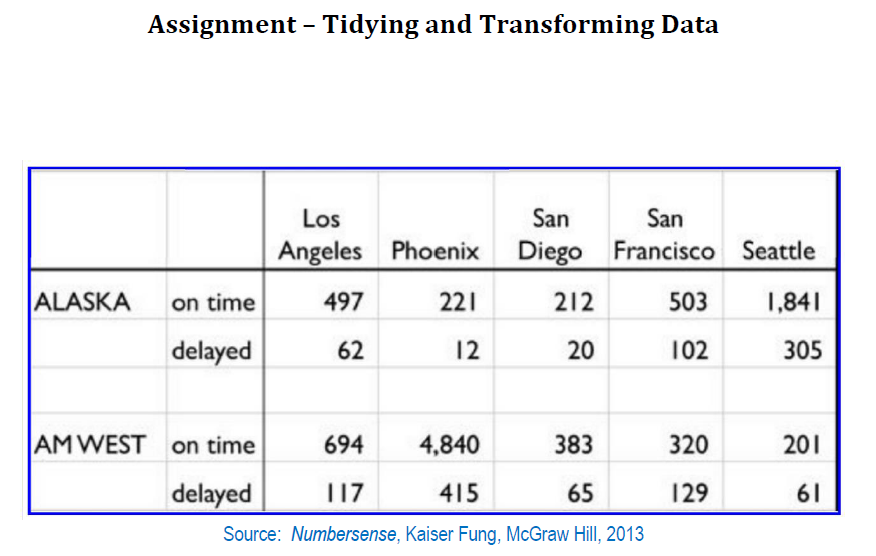 Assignment – Tidying and Transforming Data
Los Angeles Phoenix San Diego San Francisco Seattle
ALASKA on time 497 221 212 503 1,841
delayed 62 12 20 102 305
AM WEST on time 694 4,840 383 320 201
delayed 117 415 65 129 61
Source: Numbersense, Kaiser Fung, McGraw Hill, 2013